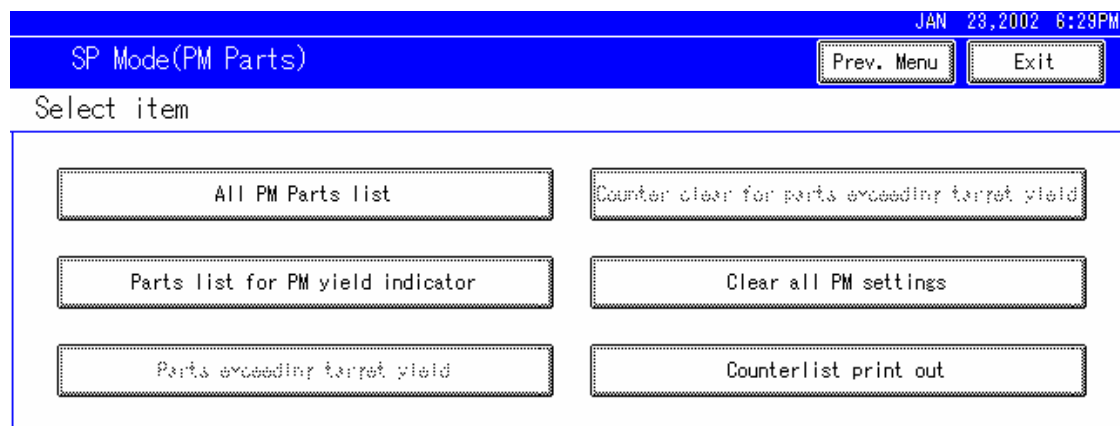 JAN 23,2002 6:29PM
SP Mode(PM Parts)
Prev. Menu
Exit
Select item
All PM Parts list
Counter clear for parts exceeding target yield
Parts list for PM yield indicator
Clear all PM settings
Parts exceeding target yield
Counterlist print out